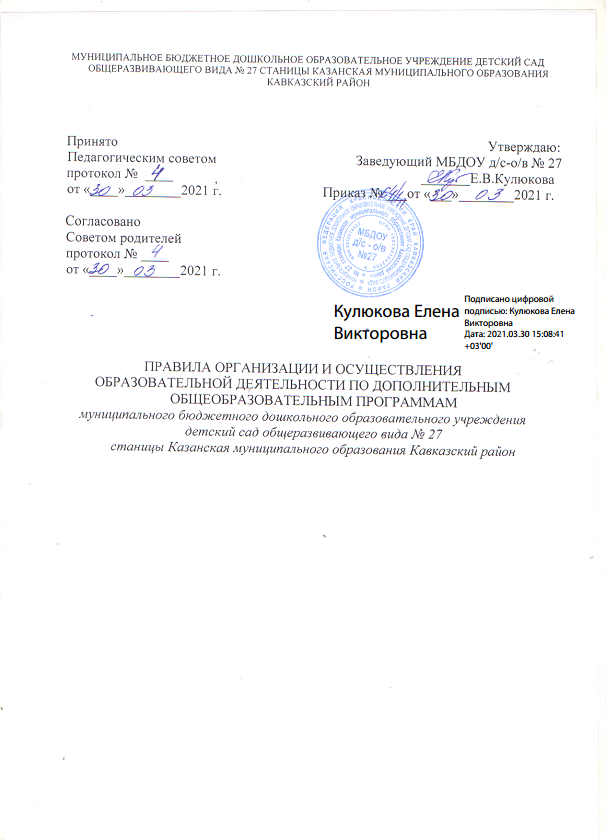 МУНИЦИПАЛЬНОЕ БЮДЖЕТНОЕ ДОШКОЛЬНОЕ ОБРАЗОВАТЕЛЬНОЕ УЧРЕЖДЕНИЕ ДЕТСКИЙ САД
ОБЩЕРАЗВИВАЮЩЕГО ВИДА № 27 СТАНИЦЫ КАЗАНСКАЯ МУНИЦИПАЛЬНОГО ОБРАЗОВАНИЯ
КАВКАЗСКИЙ РАЙОН
Принято
Педагогическим советом
протокол № 4
от «30» 03 2021 г.
Утверждаю:
Заведующий МБДОУ д/с-о/в № 27
Е.В.Кулюкова
Приказ № от «30» 03 2021 г.
Согласовано
Советом родителей
протокол № 4
от «30» 03 2021 г.
МБДОУ
д/с - о/в
№27
Кулюкова Елена
Викторовна
Подписано цифровой
подписью: Кулюкова Елена
Викторовна
Дата: 2021.03.30 15:08:41
+03'00'
ПРАВИЛА ОРГАНИЗАЦИИ И ОСУЩЕСТВЛЕНИЯ
ОБРАЗОВАТЕЛЬНОЙ ДЕЯТЕЛЬНОСТИ ПО ДОПОЛНИТЕЛЬНЫМ
ОБЩЕОБРАЗОВАТЕЛЬНЫМ ПРОГРАММАМ
муниципального бюджетного дошкольного образовательного учреждения
детский сад общеразвивающего вида № 27
станицы Казанская муниципального образования Кавказский район